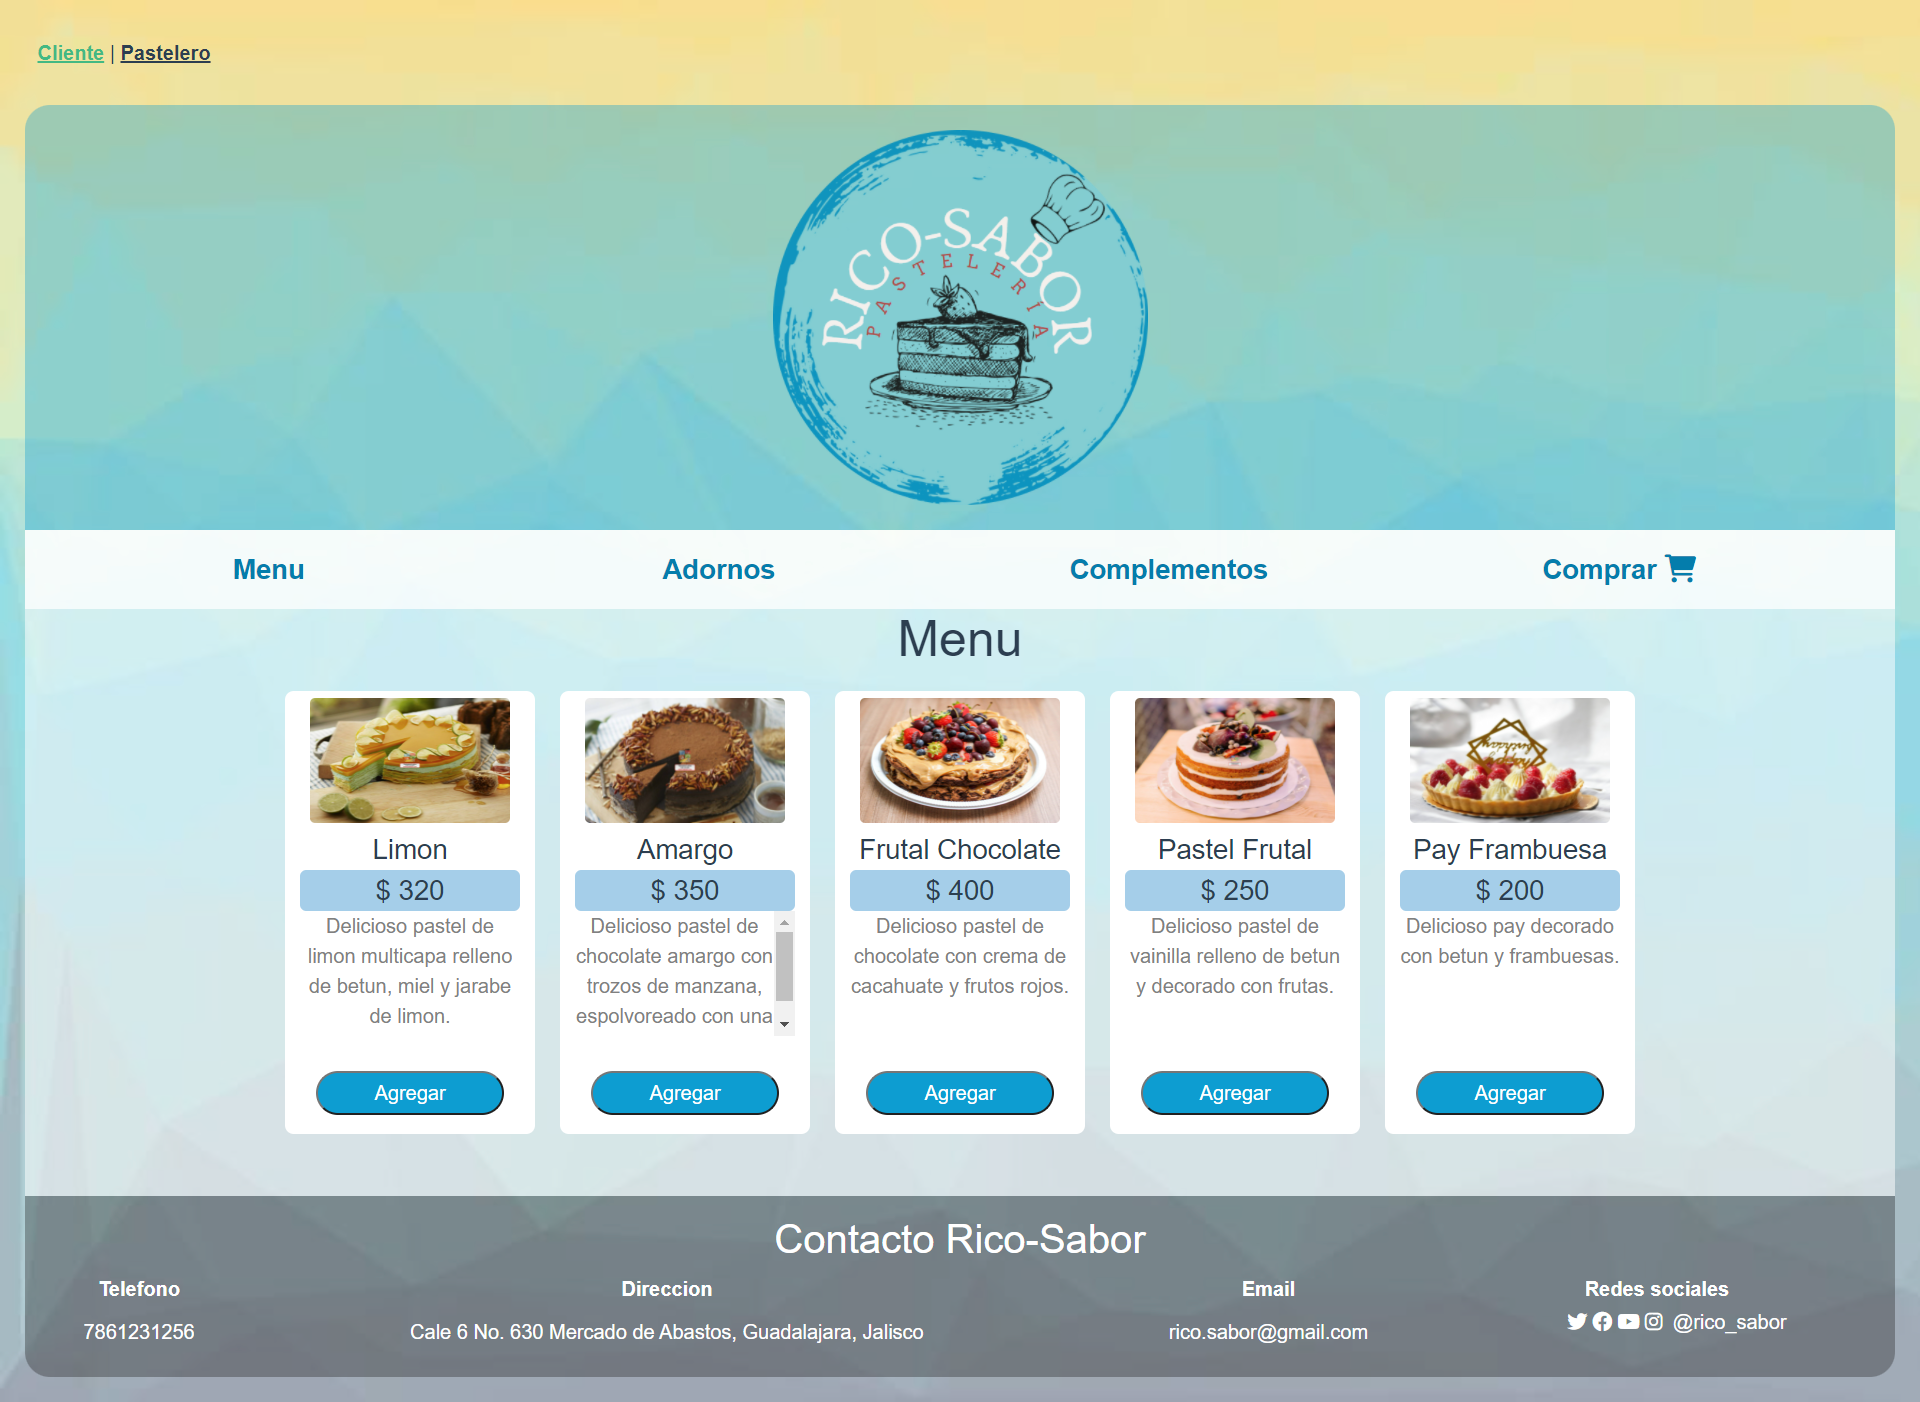 Cliente | Pastelero
RICO-SABOR
PASTELERÍA
Menu Adornos Complementos Comprar
Menu
Limon
$ 320
Delicioso pastel de
limon multicapa relleno
de betun, miel y jarabe
de limon.
Agregar
Amargo
$ 350
Delicioso pastel de
chocolate amargo con
trozos de manzana,
espolvoreado con una
Agregar
Frutal Chocolate
$ 400
Delicioso pastel de
chocolate con crema de
cacahuate y frutos rojos.
Agregar
Pastel Frutal
$ 250
Delicioso pastel de
vainilla relleno de betun
y decorado con frutas.
Agregar
Pay Frambuesa
$ 200
Delicioso pay decorado
con betun y frambuesas.
Agregar
Contacto Rico-Sabor
Telefono
7861231256
Direccion
Cale 6 No. 630 Mercado de Abastos, Guadalajara, Jalisco
Email
rico.sabor@gmail.com
Redes sociales
@rico_sabor